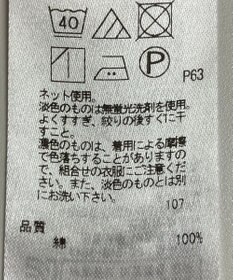 40
P
P63
ネット使用。
淡色のものは無蛍光洗剤を使用。
よくすすぎ、絞りの後すぐに干
すこと。
濃色のものは、着用による摩擦
で色落ちすることがありますの
で、組合せの衣服にご注意くだ
さい。また、淡色のものとは別
にお洗い下さい。
107
品質
綿 100%